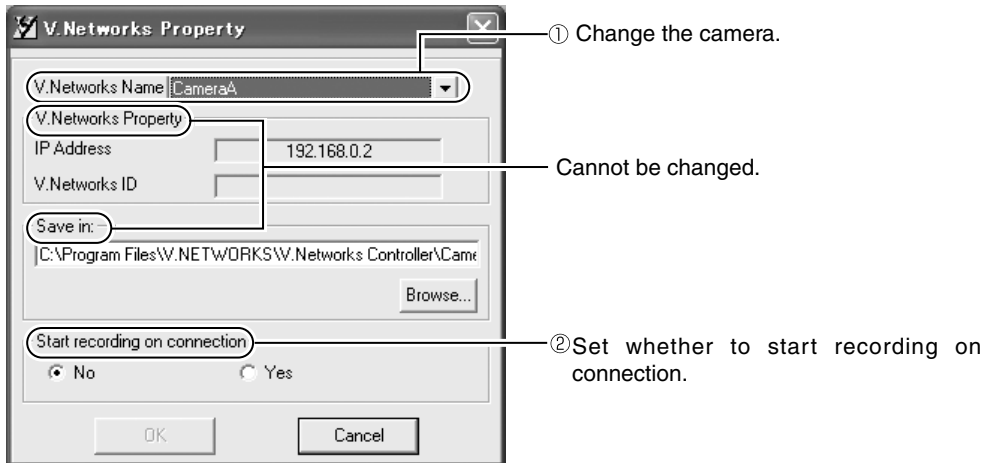 V.Networks Property
① Change the camera.
V.Networks Name CameraA
V.Networks Property
IP Address 192.168.0.2
Cannot be changed.
V.Networks ID
Save in:
C:\Program Files\V.NETWORKS\V.Networks Controller\Came
Browse...
Start recording on connection
②Set whether to start recording on
connection.
No Yes
OK Cancel